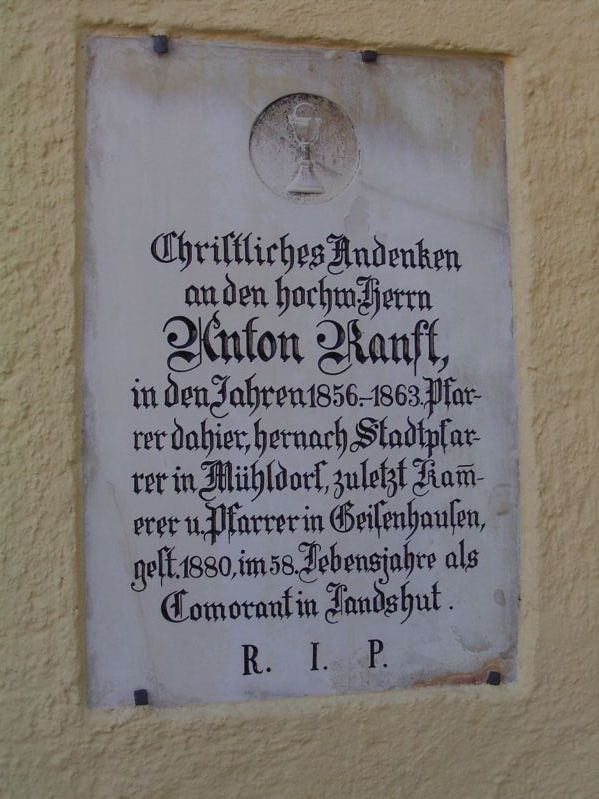 Chriſtliches Andenken
an den hochw. Herrn
Anton Ranft,
in den Jahren 1856.–1863. Pfar-
rer dahier, hernach Stadtpfar-
rer in Mühldorf, zuletzt Kam̅-
erer u. Pfarrer in Geiſenhauſen,
geſt. 1880, im 58. Lebensjahre als
Comorant in Landshut.
R. I. P.